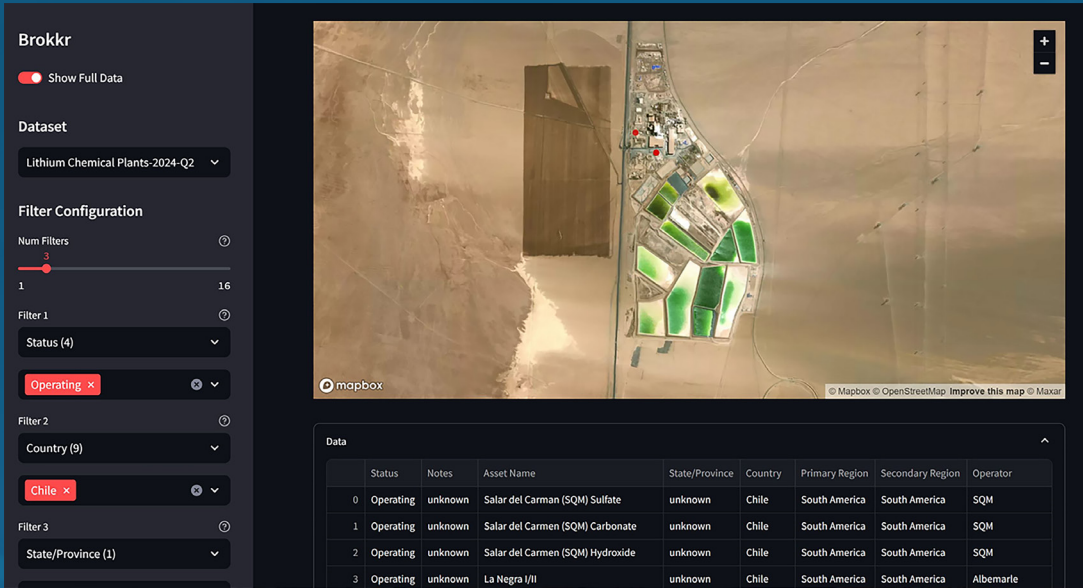 Brokkr
Show Full Data
Dataset
Lithium Chemical Plants-2024-Q2
Filter Configuration
Num Filters
3
1 16
Filter 1
Status (4)
Operating ×
Filter 2
Country (9)
Chile ×
Filter 3
State/Province (1)
+
−
mapbox
© Mapbox © OpenStreetMap Improve this map © Maxar
Data
Status Notes Asset Name State/Province Country Primary Region Secondary Region Operator
0 Operating unknown Salar del Carman (SQM) Sulfate unknown Chile South America South America SQM
1 Operating unknown Salar del Carmen (SQM) Carbonate unknown Chile South America South America SQM
2 Operating unknown Salar del Carmen (SQM) Hydroxide unknown Chile South America South America SQM
3 Operating unknown La Negra I/II unknown Chile South America South America Albemarle